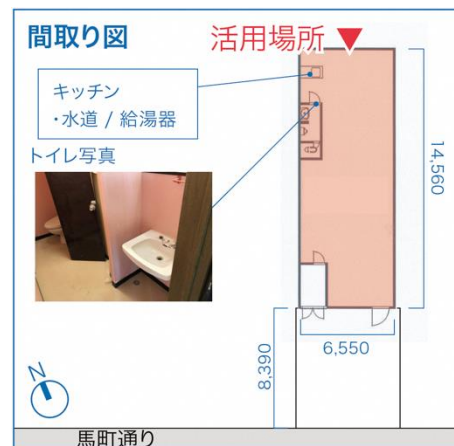 間取り図
活用場所 ▼
キッチン
・水道 / 給湯器
トイレ写真
14,560
6,550
8,390
N
馬町通り